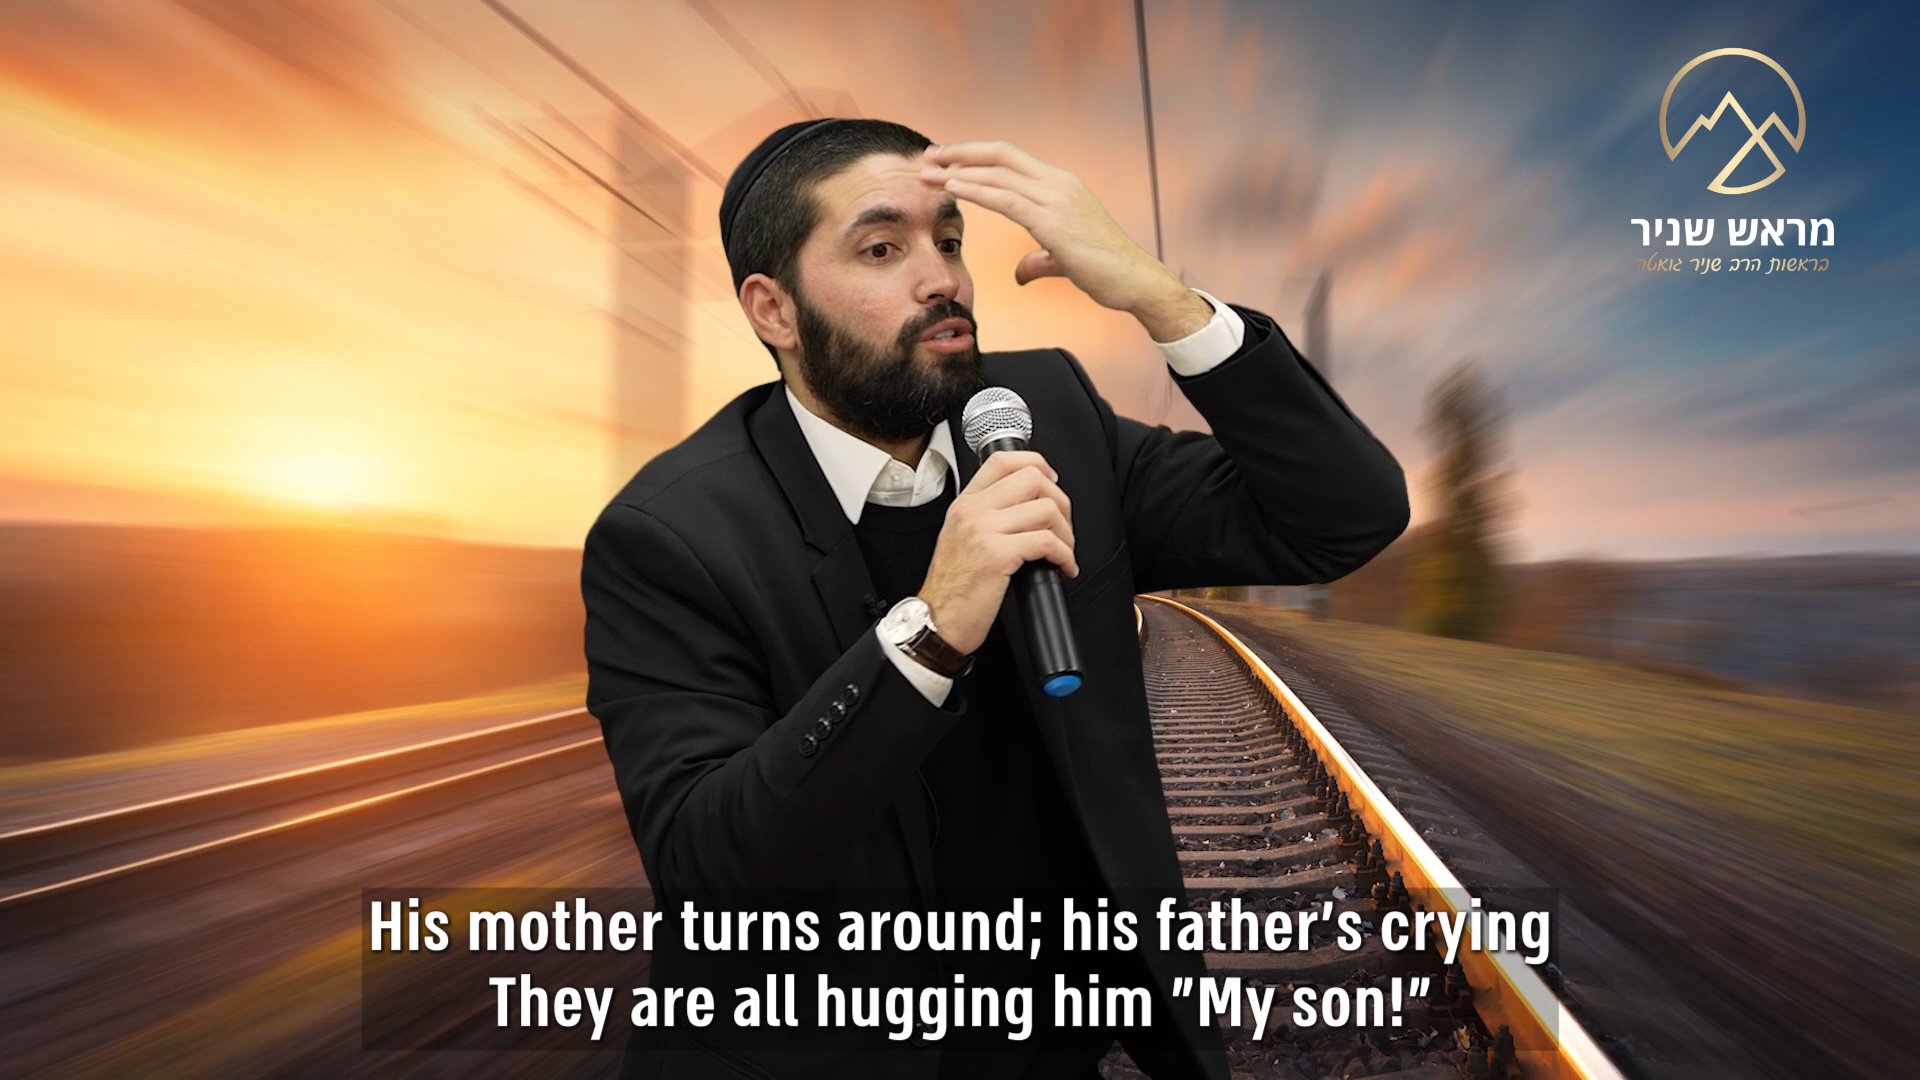 מראש שניר
בראשות הרב שניר גואטה
His mother turns around; his father's crying
They are all hugging him "My son!"